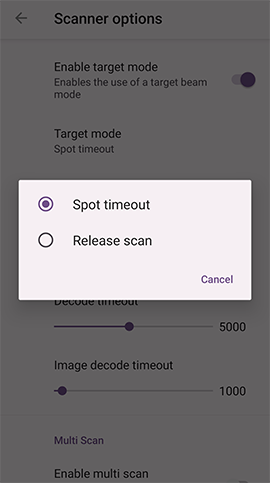 Scanner options
Enable target mode
Enables the use of a target beam
mode
Target mode
Spot timeout
Spot timeout
Release scan
Cancel
Decode timeout
5000
Image decode timeout
1000
Multi Scan
Enable multi scan